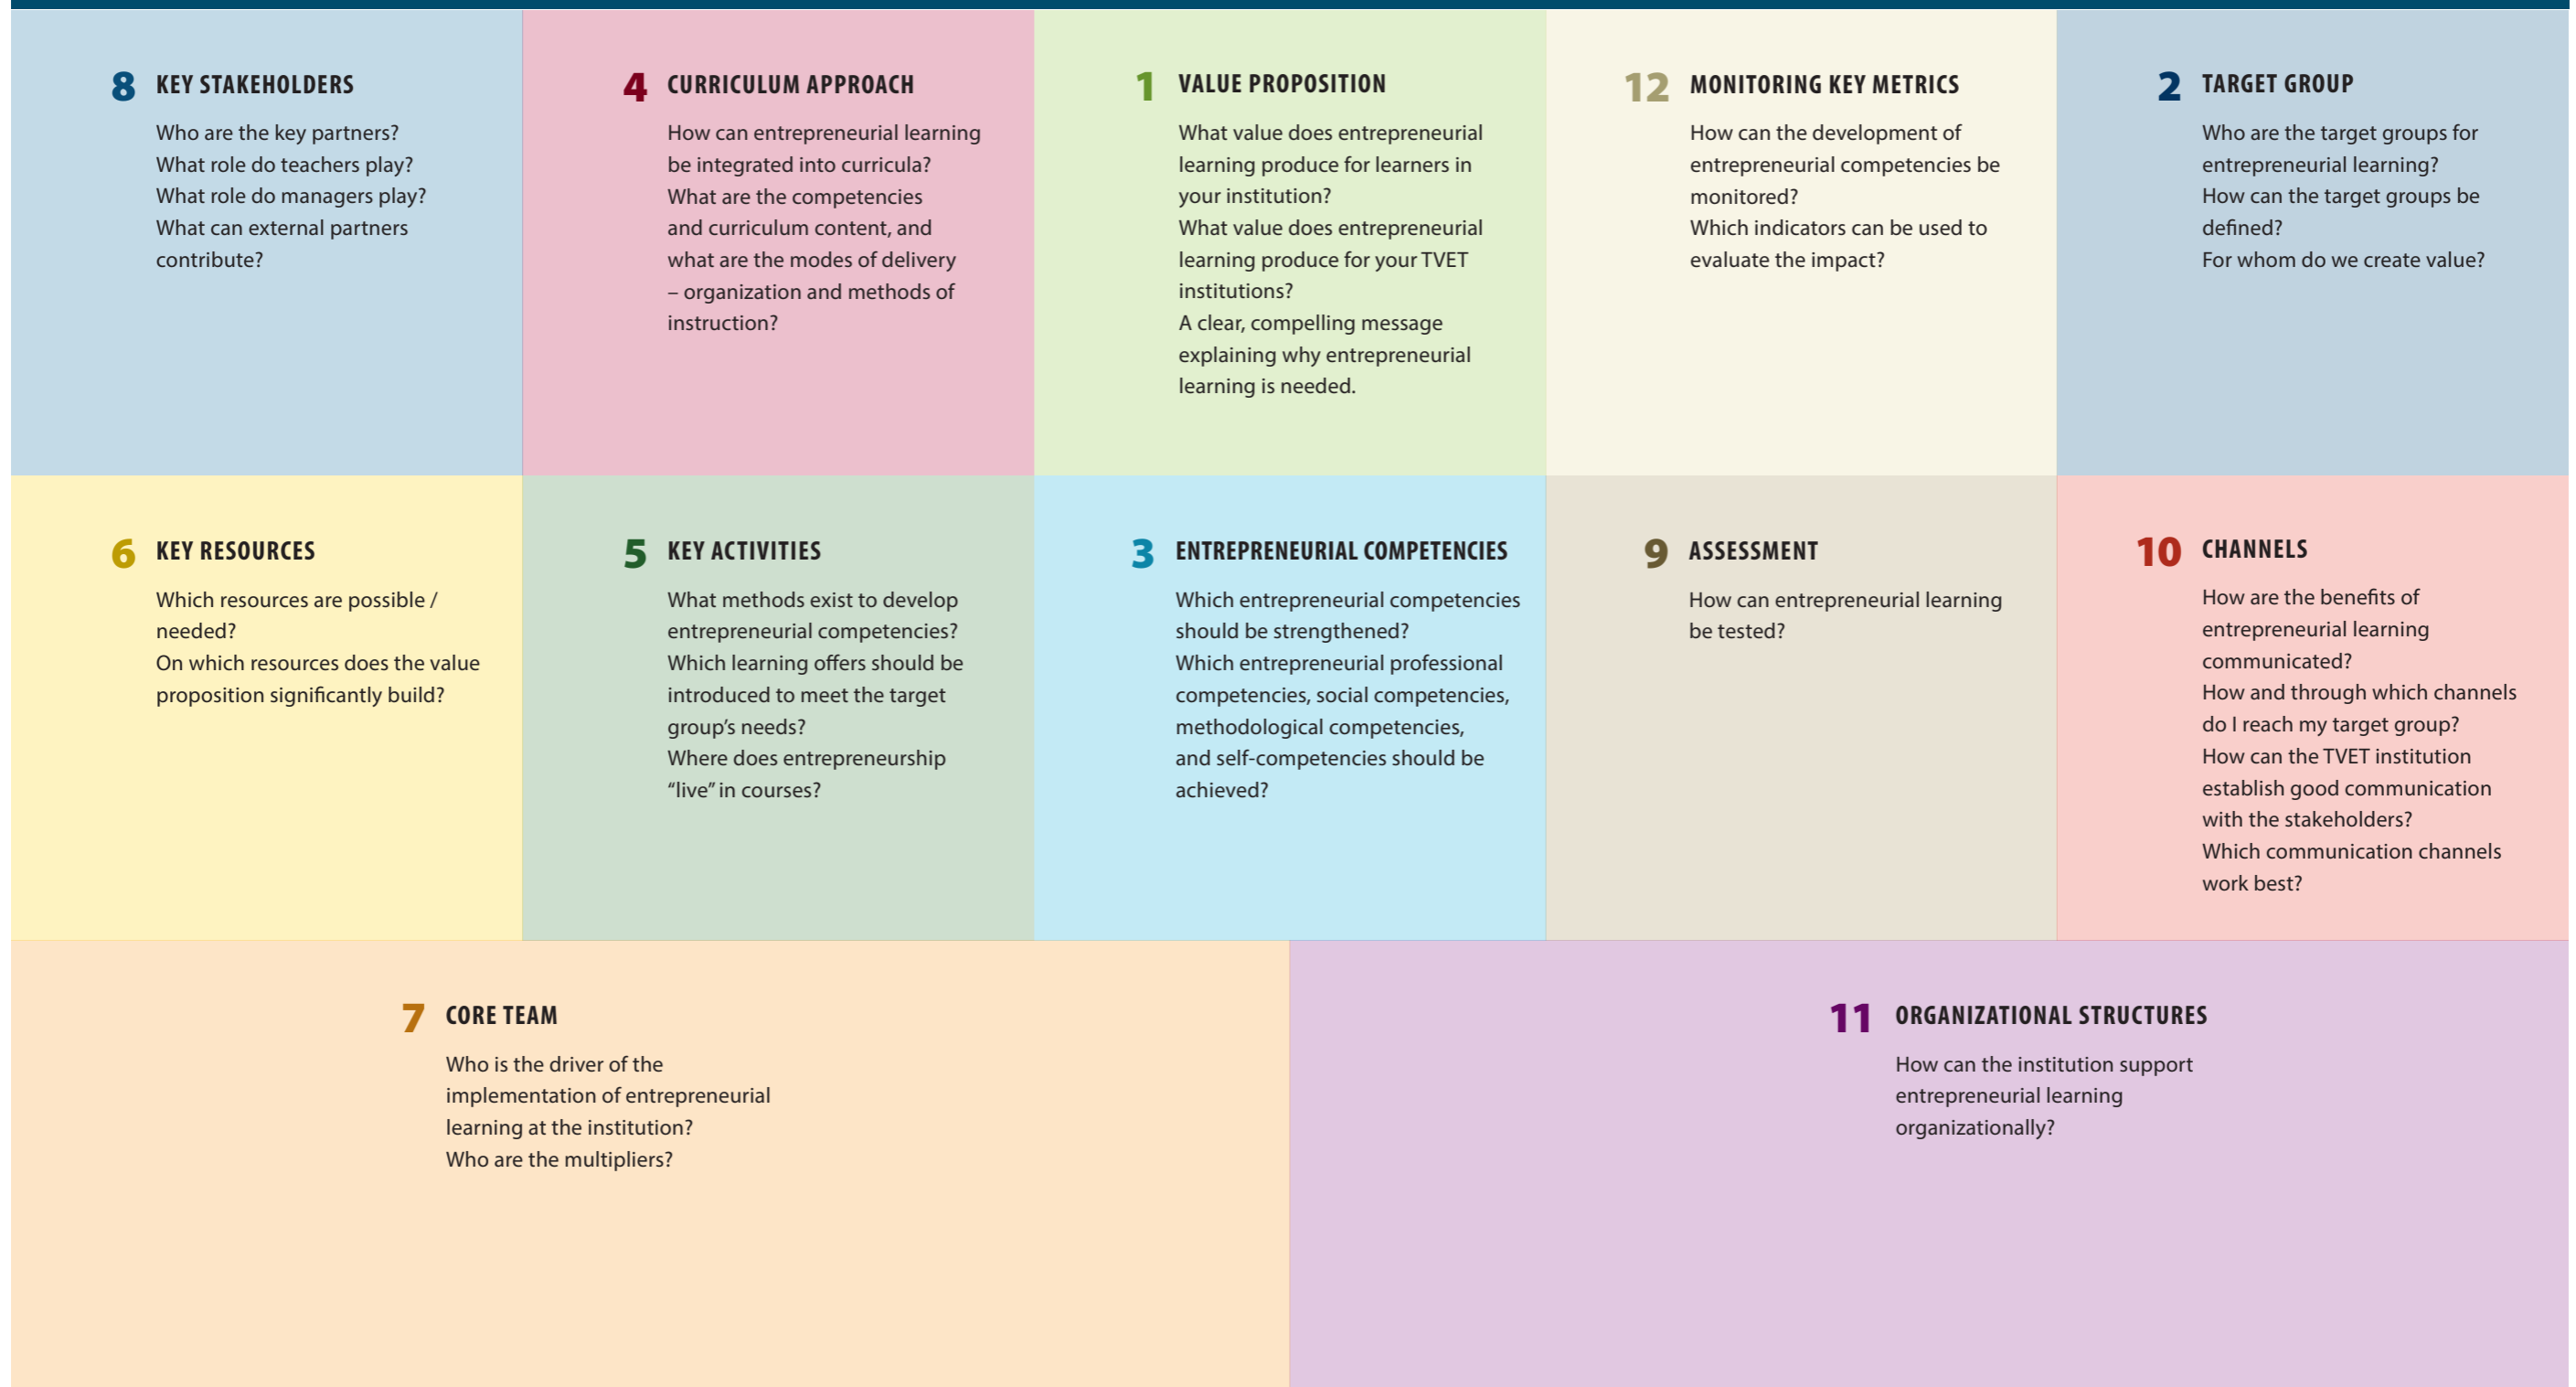 8 KEY STAKEHOLDERS
Who are the key partners?
What role do teachers play?
What role do managers play?
What can external partners
contribute?
4 CURRICULUM APPROACH
How can entrepreneurial learning
be integrated into curricula?
What are the competencies
and curriculum content, and
what are the modes of delivery
– organization and methods of
instruction?
1 VALUE PROPOSITION
What value does entrepreneurial
learning produce for learners in
your institution?
What value does entrepreneurial
learning produce for your TVET
institutions?
A clear, compelling message
explaining why entrepreneurial
learning is needed.
12 MONITORING KEY METRICS
How can the development of
entrepreneurial competencies be
monitored?
Which indicators can be used to
evaluate the impact?
2 TARGET GROUP
Who are the target groups for
entrepreneurial learning?
How can the target groups be
defined?
For whom do we create value?
6 KEY RESOURCES
Which resources are possible /
needed?
On which resources does the value
proposition significantly build?
5 KEY ACTIVITIES
What methods exist to develop
entrepreneurial competencies?
Which learning offers should be
introduced to meet the target
group’s needs?
Where does entrepreneurship
“live” in courses?
3 ENTREPRENEURIAL COMPETENCIES
Which entrepreneurial competencies
should be strengthened?
Which entrepreneurial professional
competencies, social competencies,
methodological competencies,
and self-competencies should be
achieved?
9 ASSESSMENT
How can entrepreneurial learning
be tested?
10 CHANNELS
How are the benefits of
entrepreneurial learning
communicated?
How and through which channels
do I reach my target group?
How can the TVET institution
establish good communication
with the stakeholders?
Which communication channels
work best?
7 CORE TEAM
Who is the driver of the
implementation of entrepreneurial
learning at the institution?
Who are the multipliers?
11 ORGANIZATIONAL STRUCTURES
How can the institution support
entrepreneurial learning
organizationally?